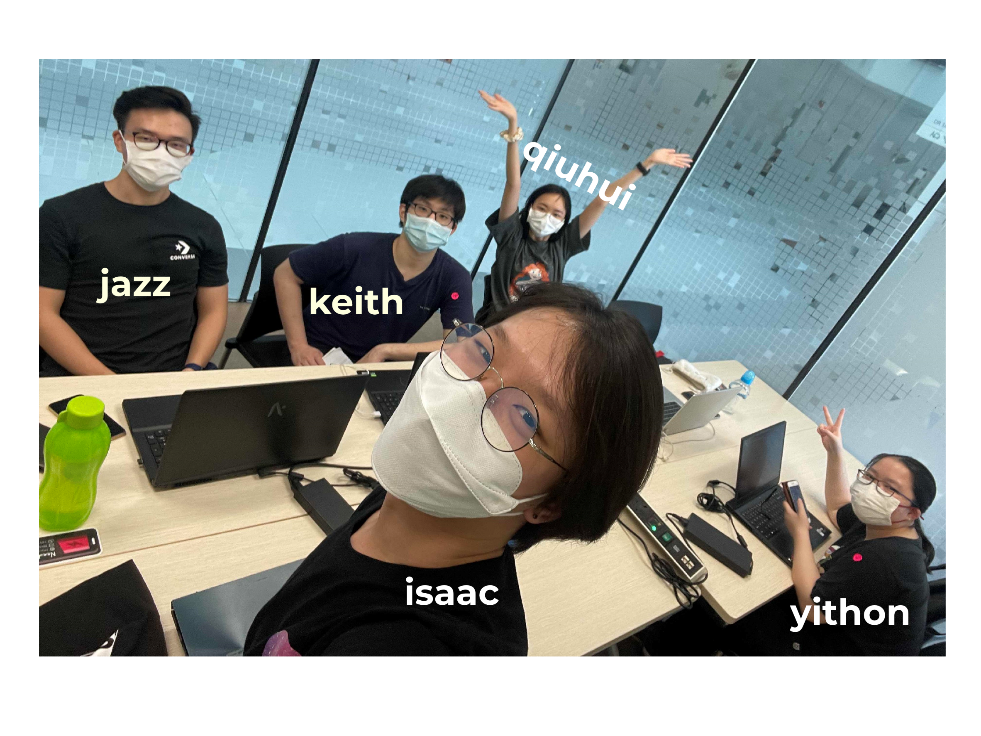 qiuhui
CONVERSE
jazz
keith
isaac
yithon